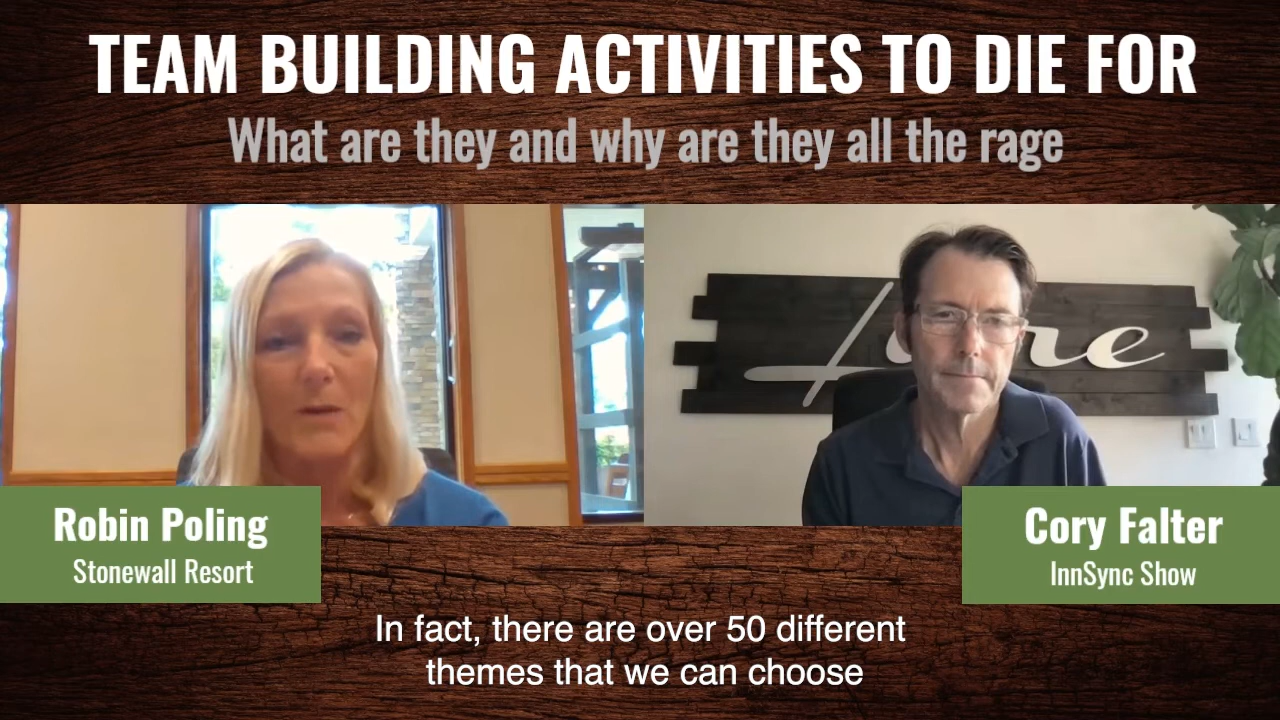 TEAM BUILDING ACTIVITIES TO DIE FOR
What are they and why are they all the rage
Robin Poling
Stonewall Resort
Cory Falter
InnSync Show
In fact, there are over 50 different
themes that we can choose